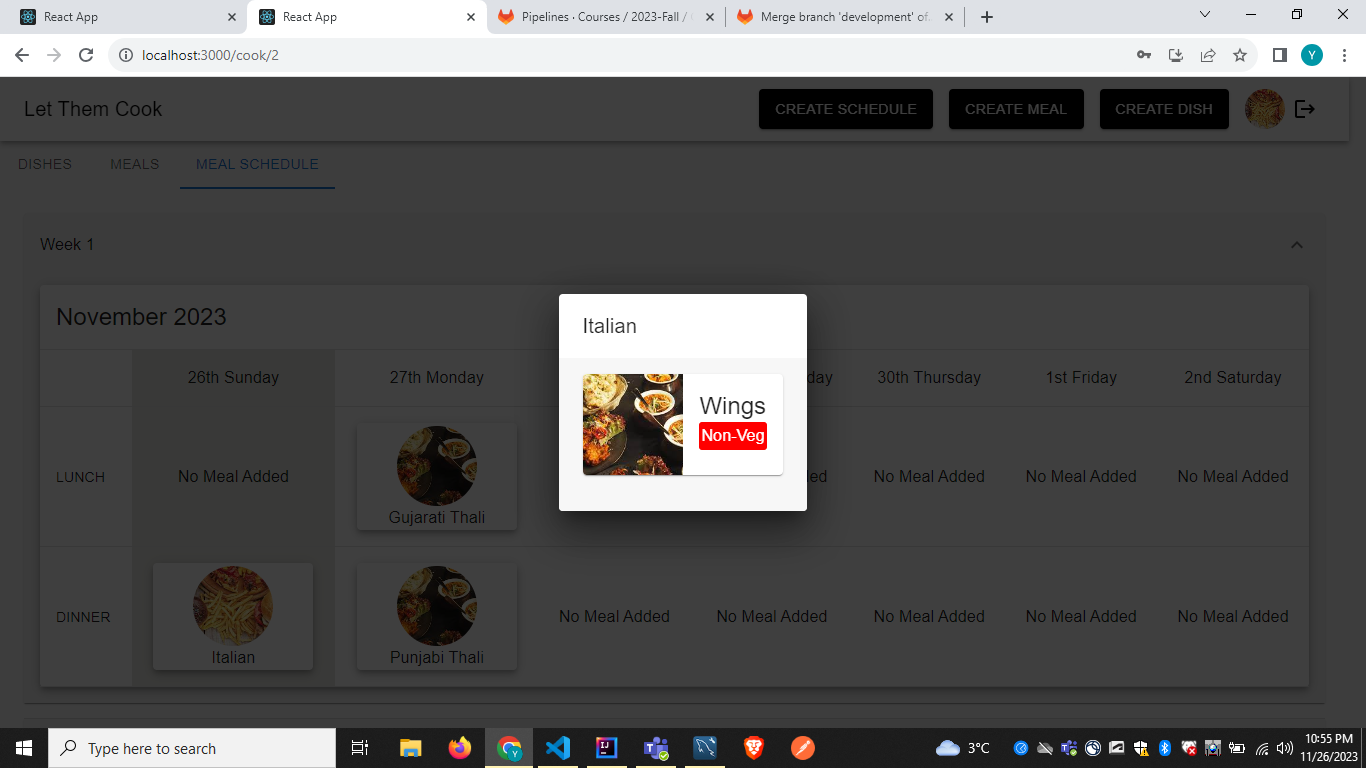 React App
React App
Pipelines · Courses / 2023-Fall /
Merge branch 'development' of
localhost:3000/cook/2
Y
Let Them Cook
CREATE SCHEDULE
CREATE MEAL
CREATE DISH
DISHES
MEALS
MEAL SCHEDULE
Week 1
November 2023
26th Sunday
27th Monday
day
30th Thursday
1st Friday
2nd Saturday
LUNCH
No Meal Added
Gujarati Thali
ed
No Meal Added
No Meal Added
No Meal Added
DINNER
Italian
Punjabi Thali
No Meal Added
No Meal Added
No Meal Added
No Meal Added
No Meal Added
Italian
Wings
Non-Veg
Type here to search
3°C
10:55 PM
11/26/2023